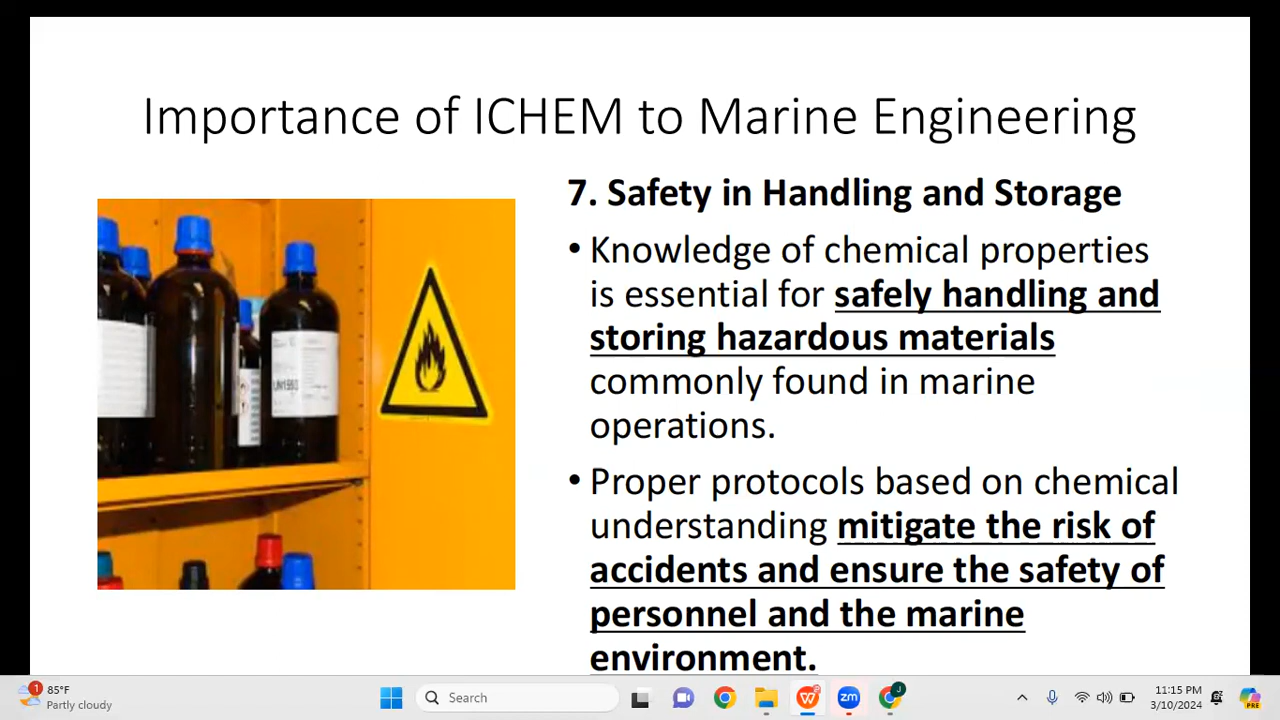 Importance of ICHEM to Marine Engineering
7. Safety in Handling and Storage
• Knowledge of chemical properties
is essential for safely handling and
storing hazardous materials
commonly found in marine
operations.
• Proper protocols based on chemical
understanding mitigate the risk of
accidents and ensure the safety of
personnel and the marine
environment.
1
85°F
Partly cloudy
Search
W
zm
J
11:15 PM
3/10/2024
PRE